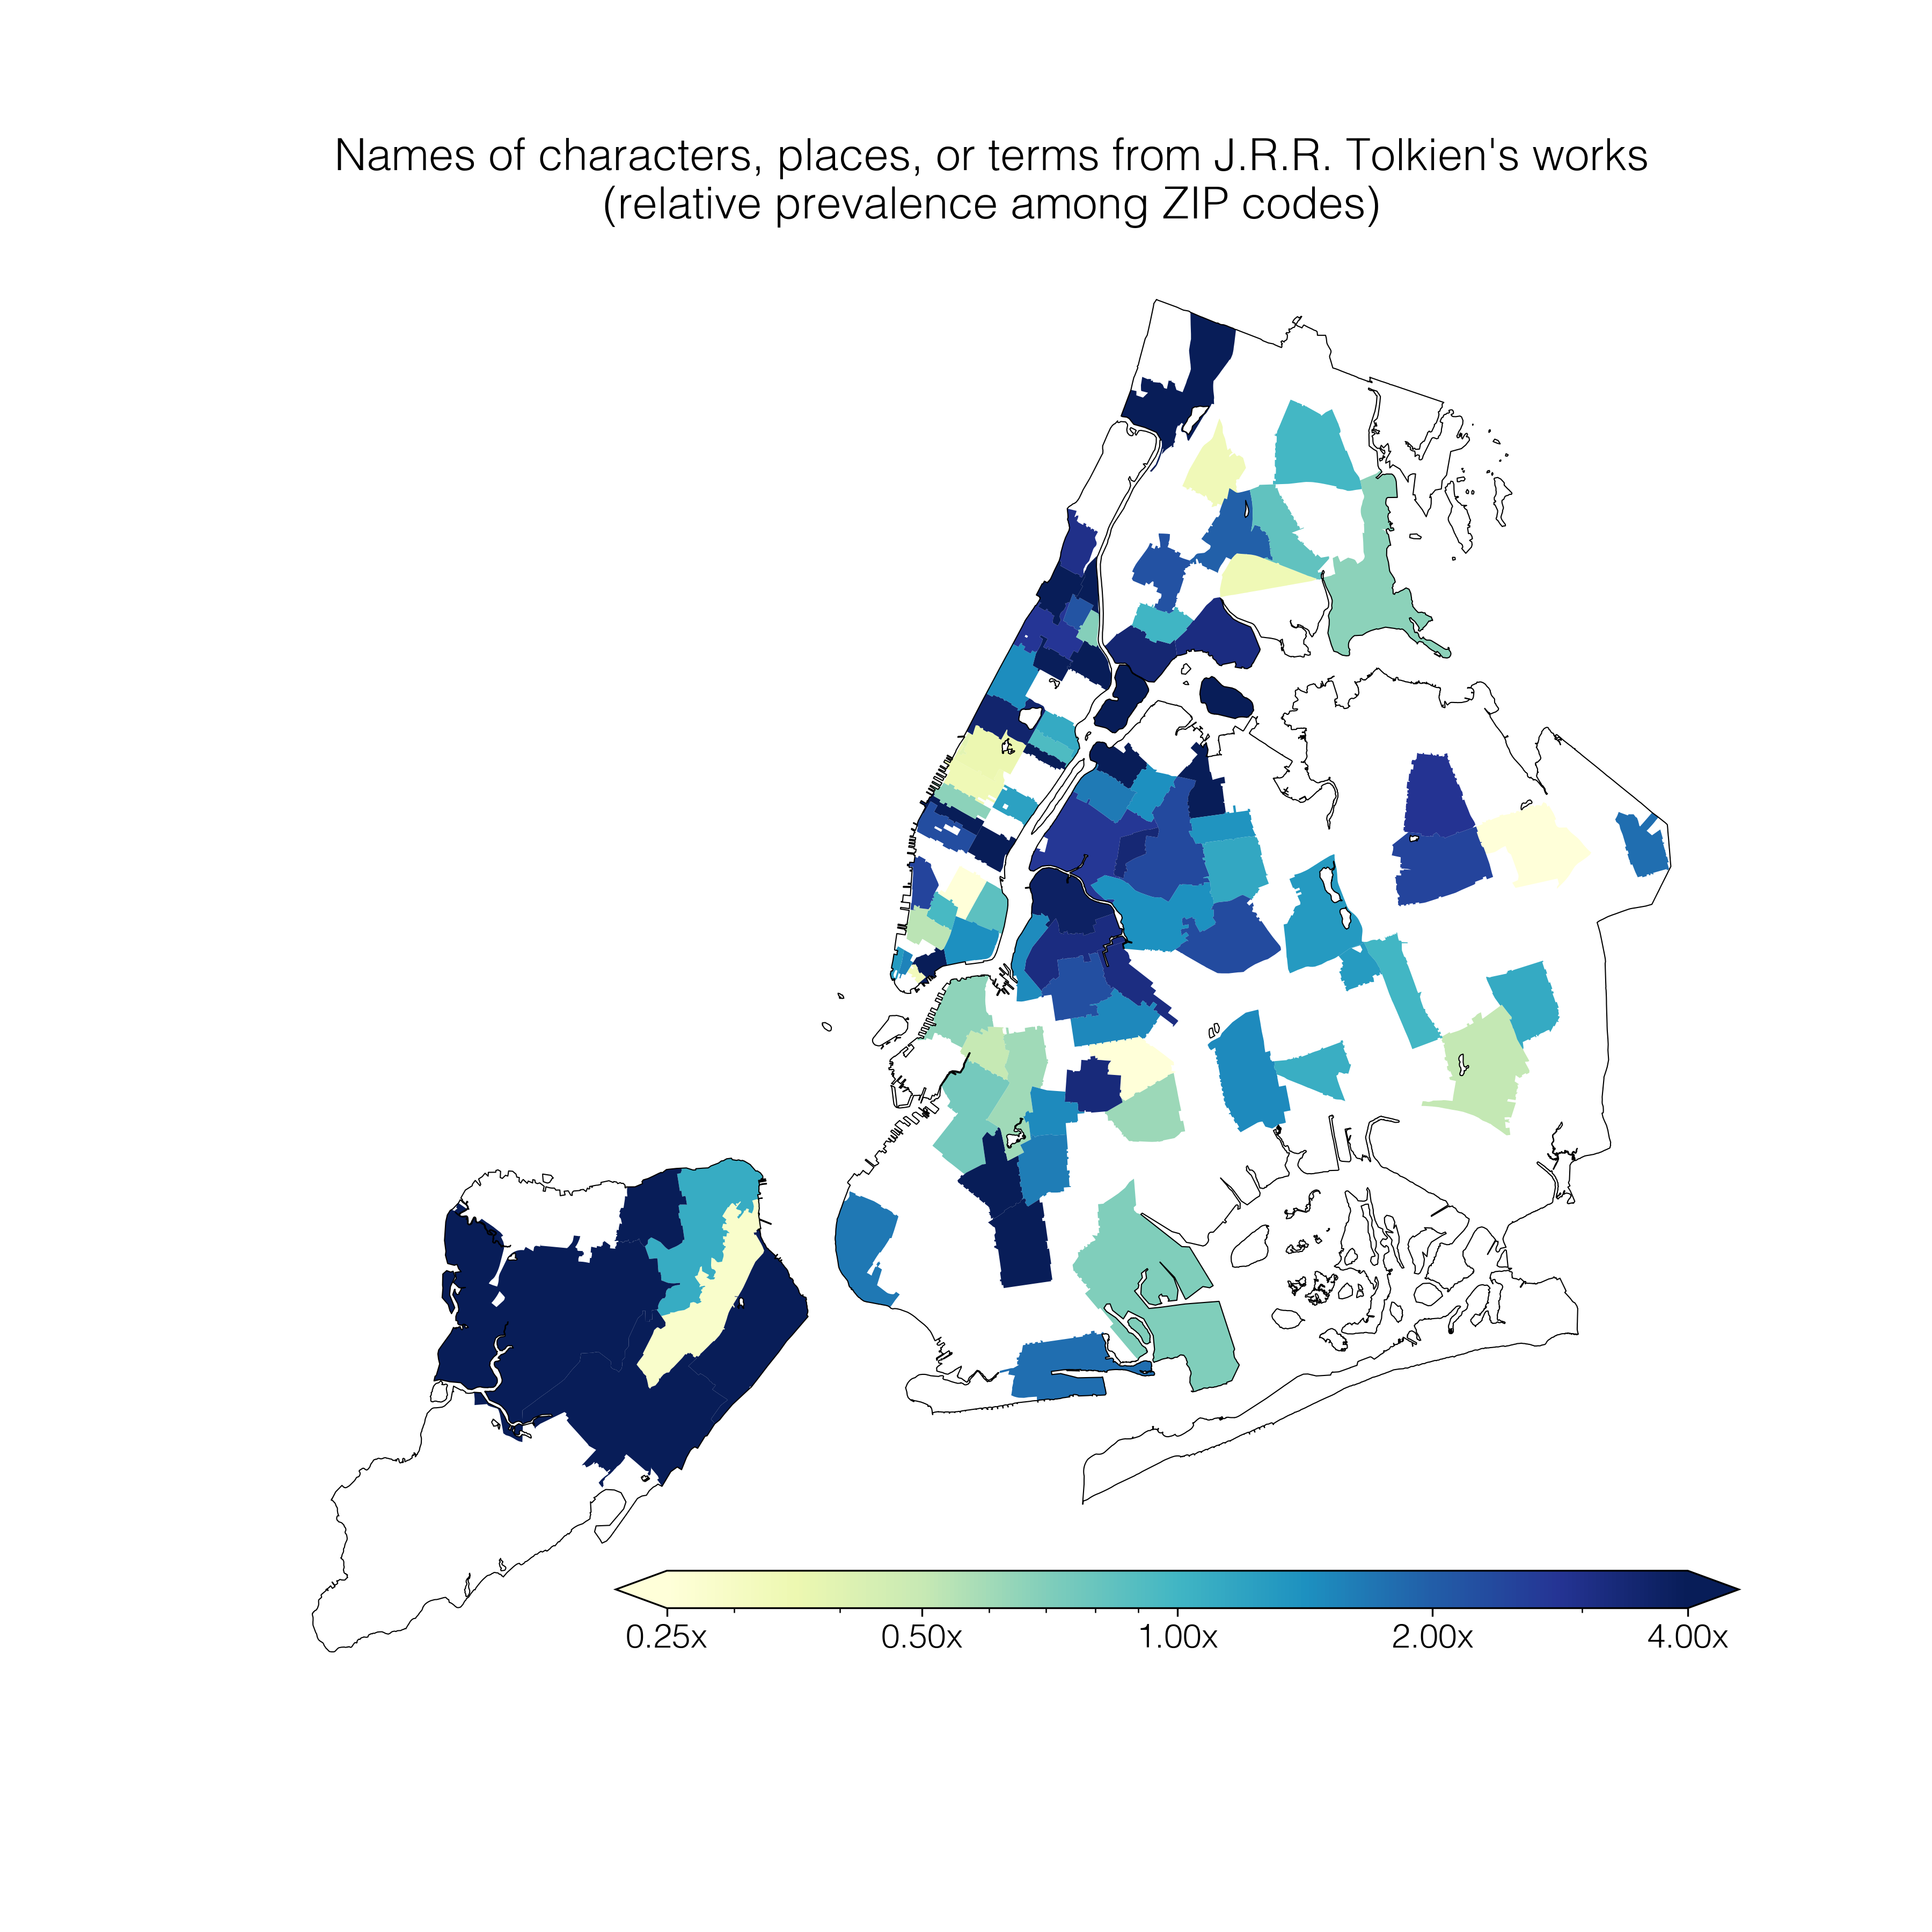 Names of characters, places, or terms from J.R.R. Tolkien's works
(relative prevalence among ZIP codes)
0.25x 0.50x 1.00x 2.00x 4.00x